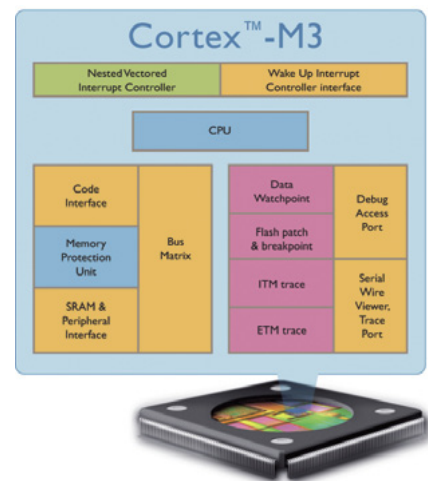 Cortex™-M3
Nested Vectored
Interrupt Controller
Wake Up Interrupt
Controller interface
CPU
Code
Interface
Memory
Protection
Unit
SRAM &
Peripheral
Interface
Bus
Matrix
Data
Watchpoint
Flash patch
& breakpoint
ITM trace
ETM trace
Debug
Access
Port
Serial
Wire
Viewer,
Trace
Port